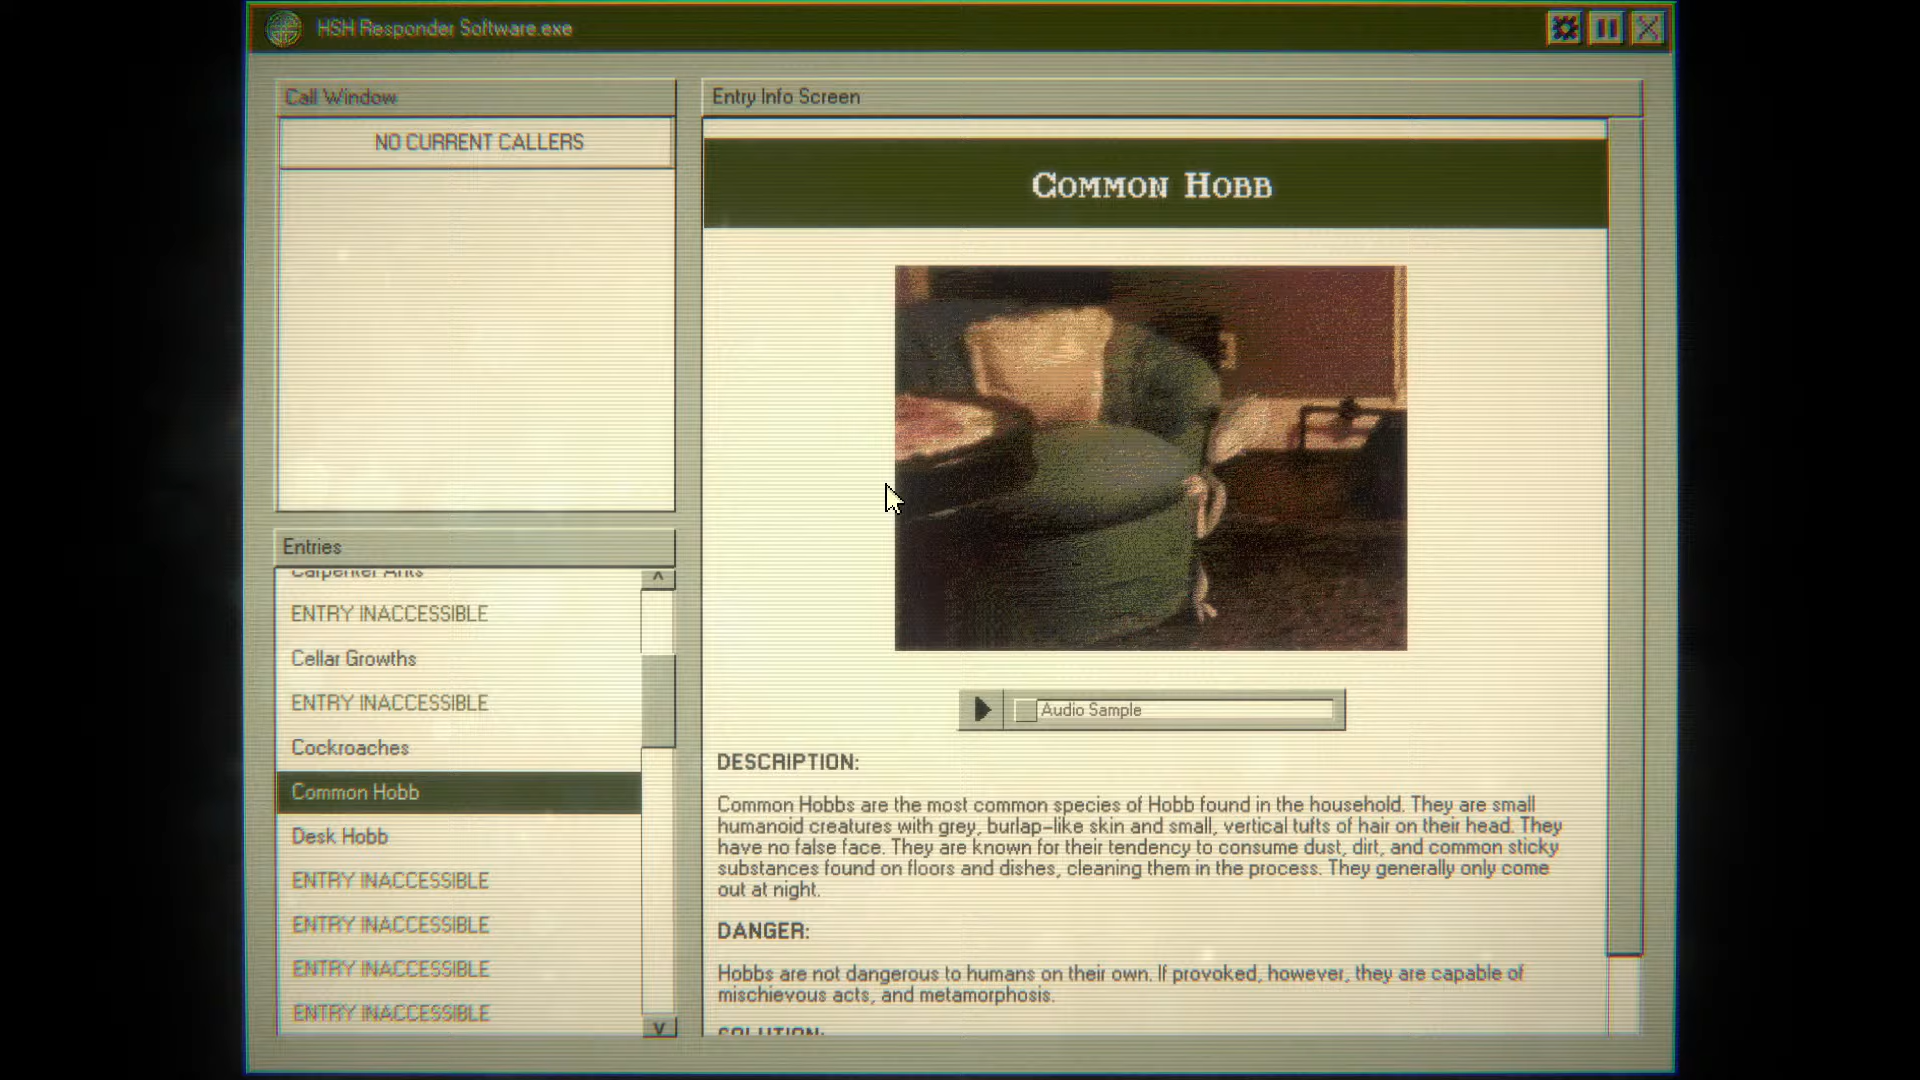 HSH Responder Software.exe
Call Window
NO CURRENT CALLERS
Entries
Carpenter Ants
ENTRY INACCESSIBLE
Cellar Growths
ENTRY INACCESSIBLE
Cockroaches
Common Hobb
Desk Hobb
ENTRY INACCESSIBLE
ENTRY INACCESSIBLE
ENTRY INACCESSIBLE
ENTRY INACCESSIBLE
Entry Info Screen
Common Hobb
Audio Sample
DESCRIPTION:
Common Hobbs are the most common species of Hobb found in the household. They are small
humanoid creatures with grey, burlap-like skin and small, vertical tufts of hair on their head. They
have no false face. They are known for their tendency to consume dust, dirt, and common sticky
substances found on floors and dishes, cleaning them in the process. They generally only come
out at night.
DANGER:
Hobbs are not dangerous to humans on their own. If provoked, however, they are capable of
mischievous acts, and metamorphosis.
SOLUTION: